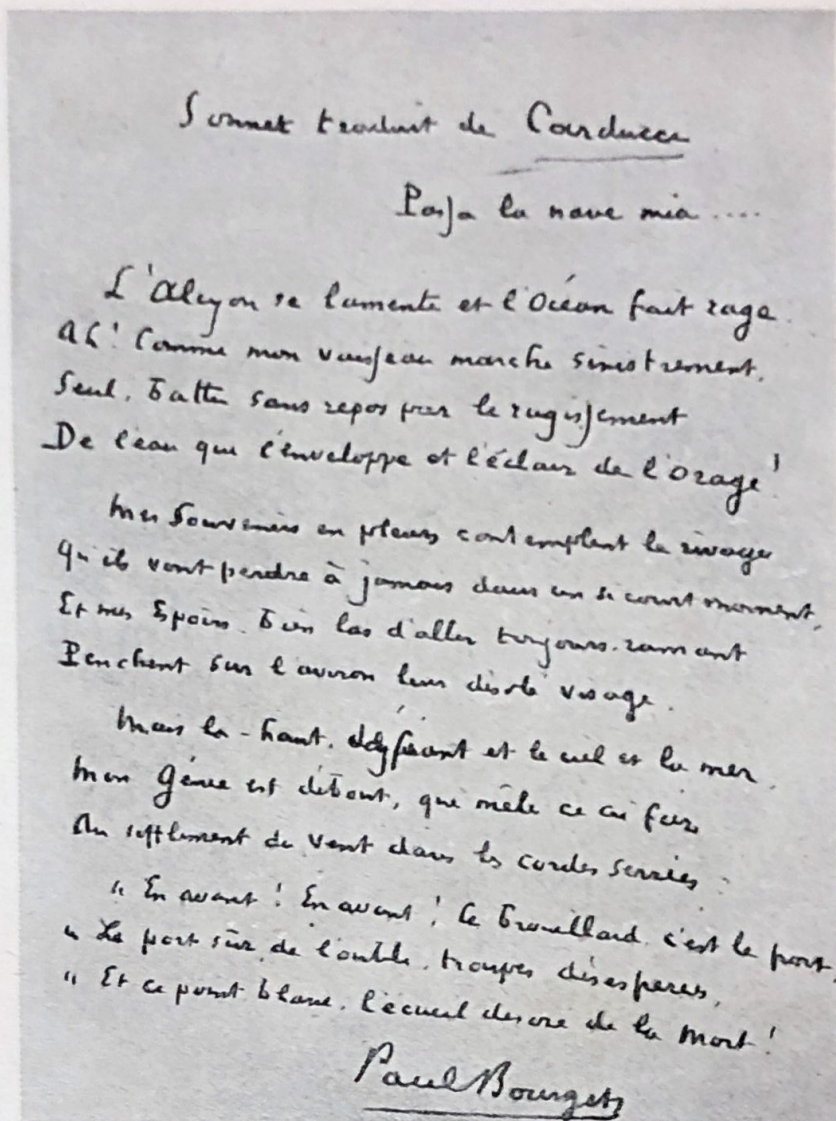 Sonnet traduit de Carducci
Passa la nave mia ....
L'Alcyon se lamente et l'Océan fait rage.
Ah! Comme mon vaisseau marche sinistrement,
Seul, battu sans repos par le rugissement
De l'eau qui l'enveloppe et l'éclair de l'orage!
Mes Souvenirs en pleurs contemplent le rivage
Qu'ils vont perdre à jamais dans un si court moment,
Et mes Espoirs, bien las d'aller toujours ramant
Penchent sur l'aviron leur désolé visage.
Mais là-haut, défiant et le ciel et la mer,
Mon Génie est debout, qui mêle ce cri fier
Au sifflement du vent dans les cordes serrées :
" En avant! En avant! Ce brouillard, c'est le port,
" Le port sûr de l'oubli, troupes désespérées,
" Et ce point blanc, l'écueil de la Mort!
Paul Bourget